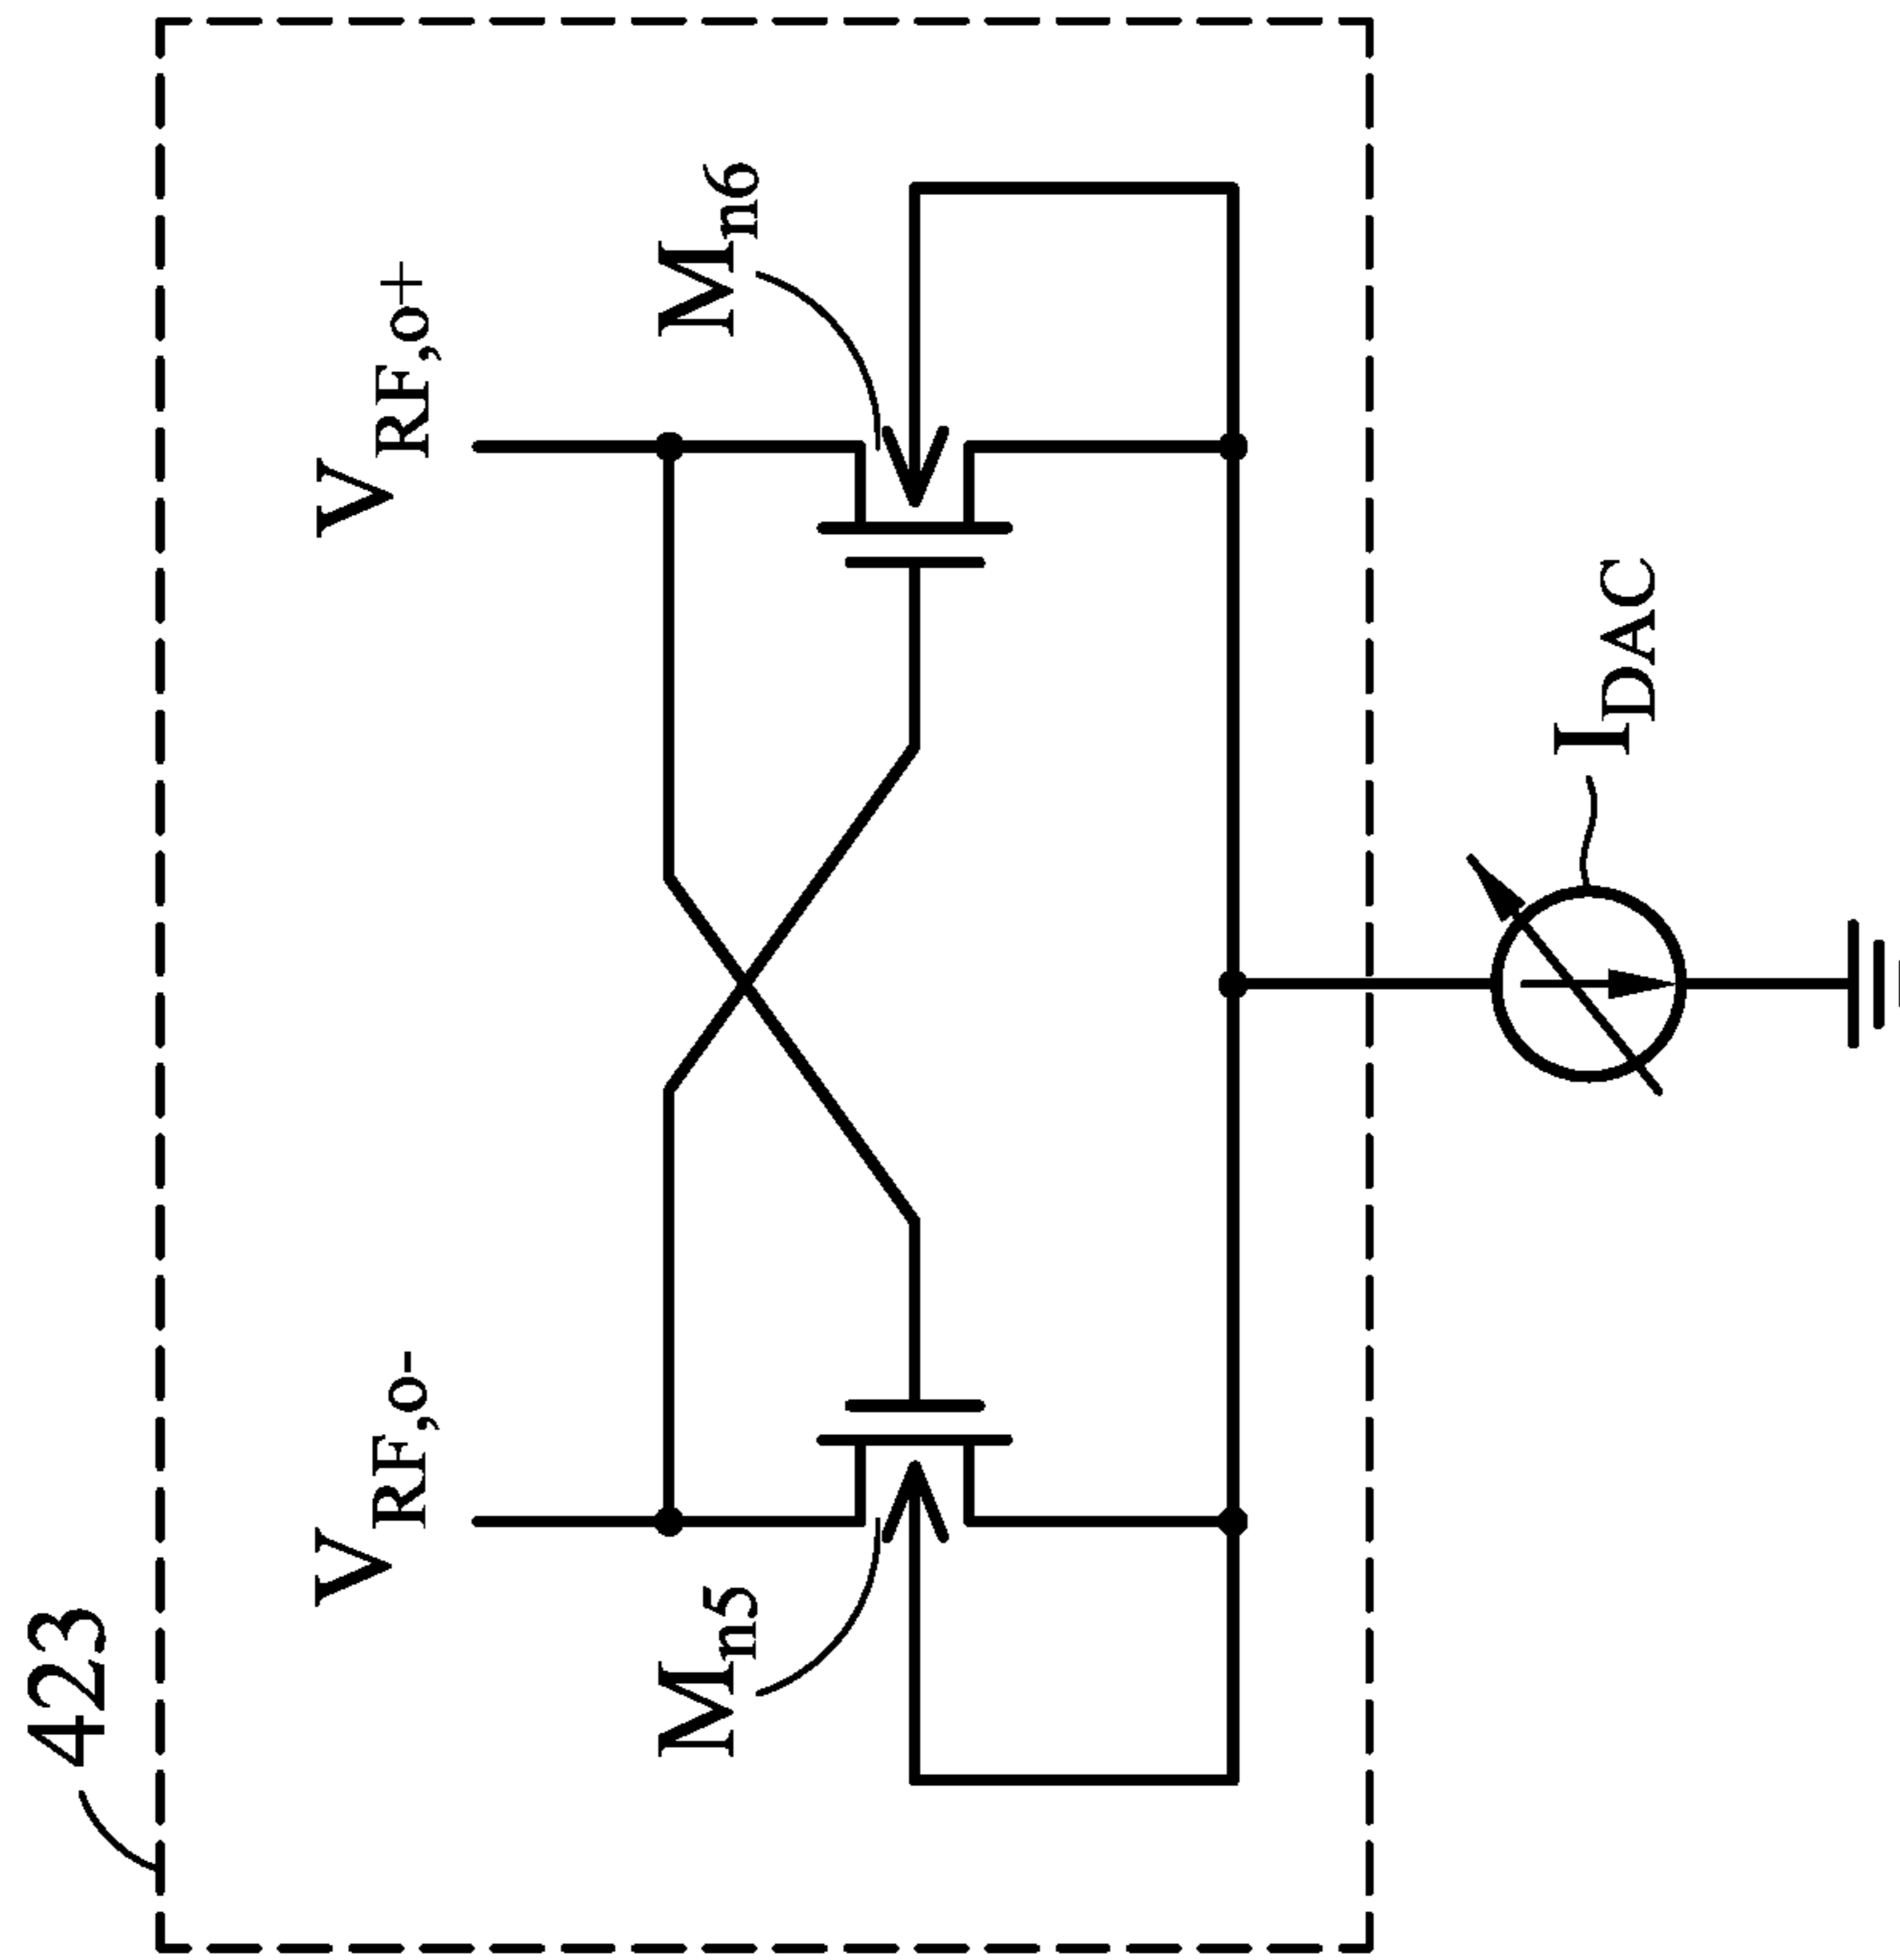 423
V_RF,o-
V_RF,o+
M_n5
M_n6
I_DAC